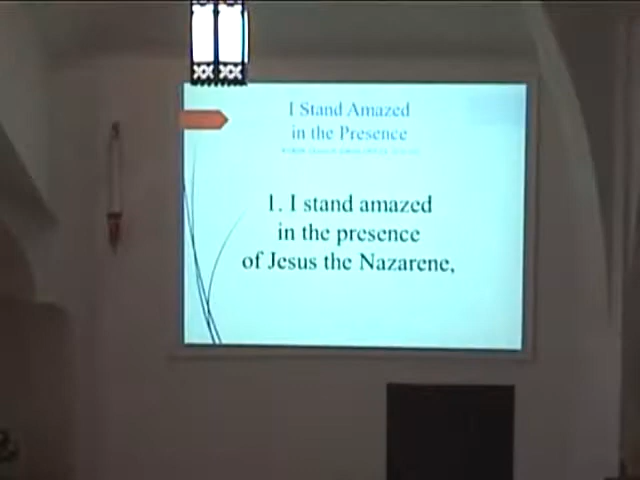 I Stand Amazed
in the Presence
1. I stand amazed
in the presence
of Jesus the Nazarene,